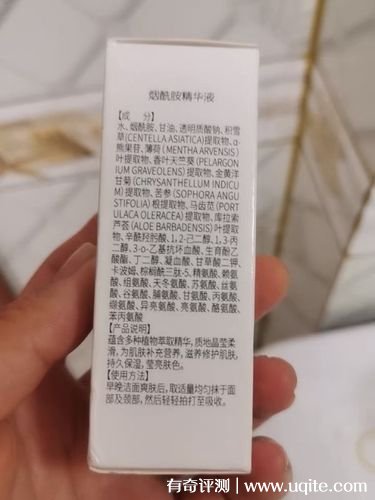 烟酰胺精华液
【成　分】
水、烟酰胺、甘油、透明质酸钠、积雪
草(CENTELLA ASIATICA)提取物、α-
熊果苷、薄荷(MENTHA ARVENSIS)
叶提取物、香叶天竺葵(PELARGON
IUM GRAVEOLENS)提取物、金黄洋
甘菊(CHRYSANTHELLUM INDICU
M)提取物、苦参(SOPHORA ANGU
STIFOLIA)根提取物、马齿苋(PORT
ULACA OLERACEA)提取物、库拉索
芦荟(ALOE BARBADENSIS)叶提取
物、辛酰羟肟酸、1,2-己二醇、1,3-丙
二醇、3-o-乙基抗坏血酸、生育酚乙
酸酯、丁二醇、凝血酸、甘草酸二钾、
卡波姆、棕榈酰三肽-5、精氨酸、赖氨
酸、组氨酸、天冬氨酸、苏氨酸、丝氨
酸、谷氨酸、脯氨酸、甘氨酸、丙氨酸、
缬氨酸、异亮氨酸、亮氨酸、酪氨酸、
苯丙氨酸
【产品说明】
蕴含多种植物萃取精华，质地晶莹柔
滑，为肌肤补充营养，滋养修护肌肤，
持久保湿，莹亮肤色。
【使用方法】
早晚洁面爽肤后，取适量均匀抹于面
部及颈部，然后轻轻拍打至吸收。
有奇评测 | www.uqite.com